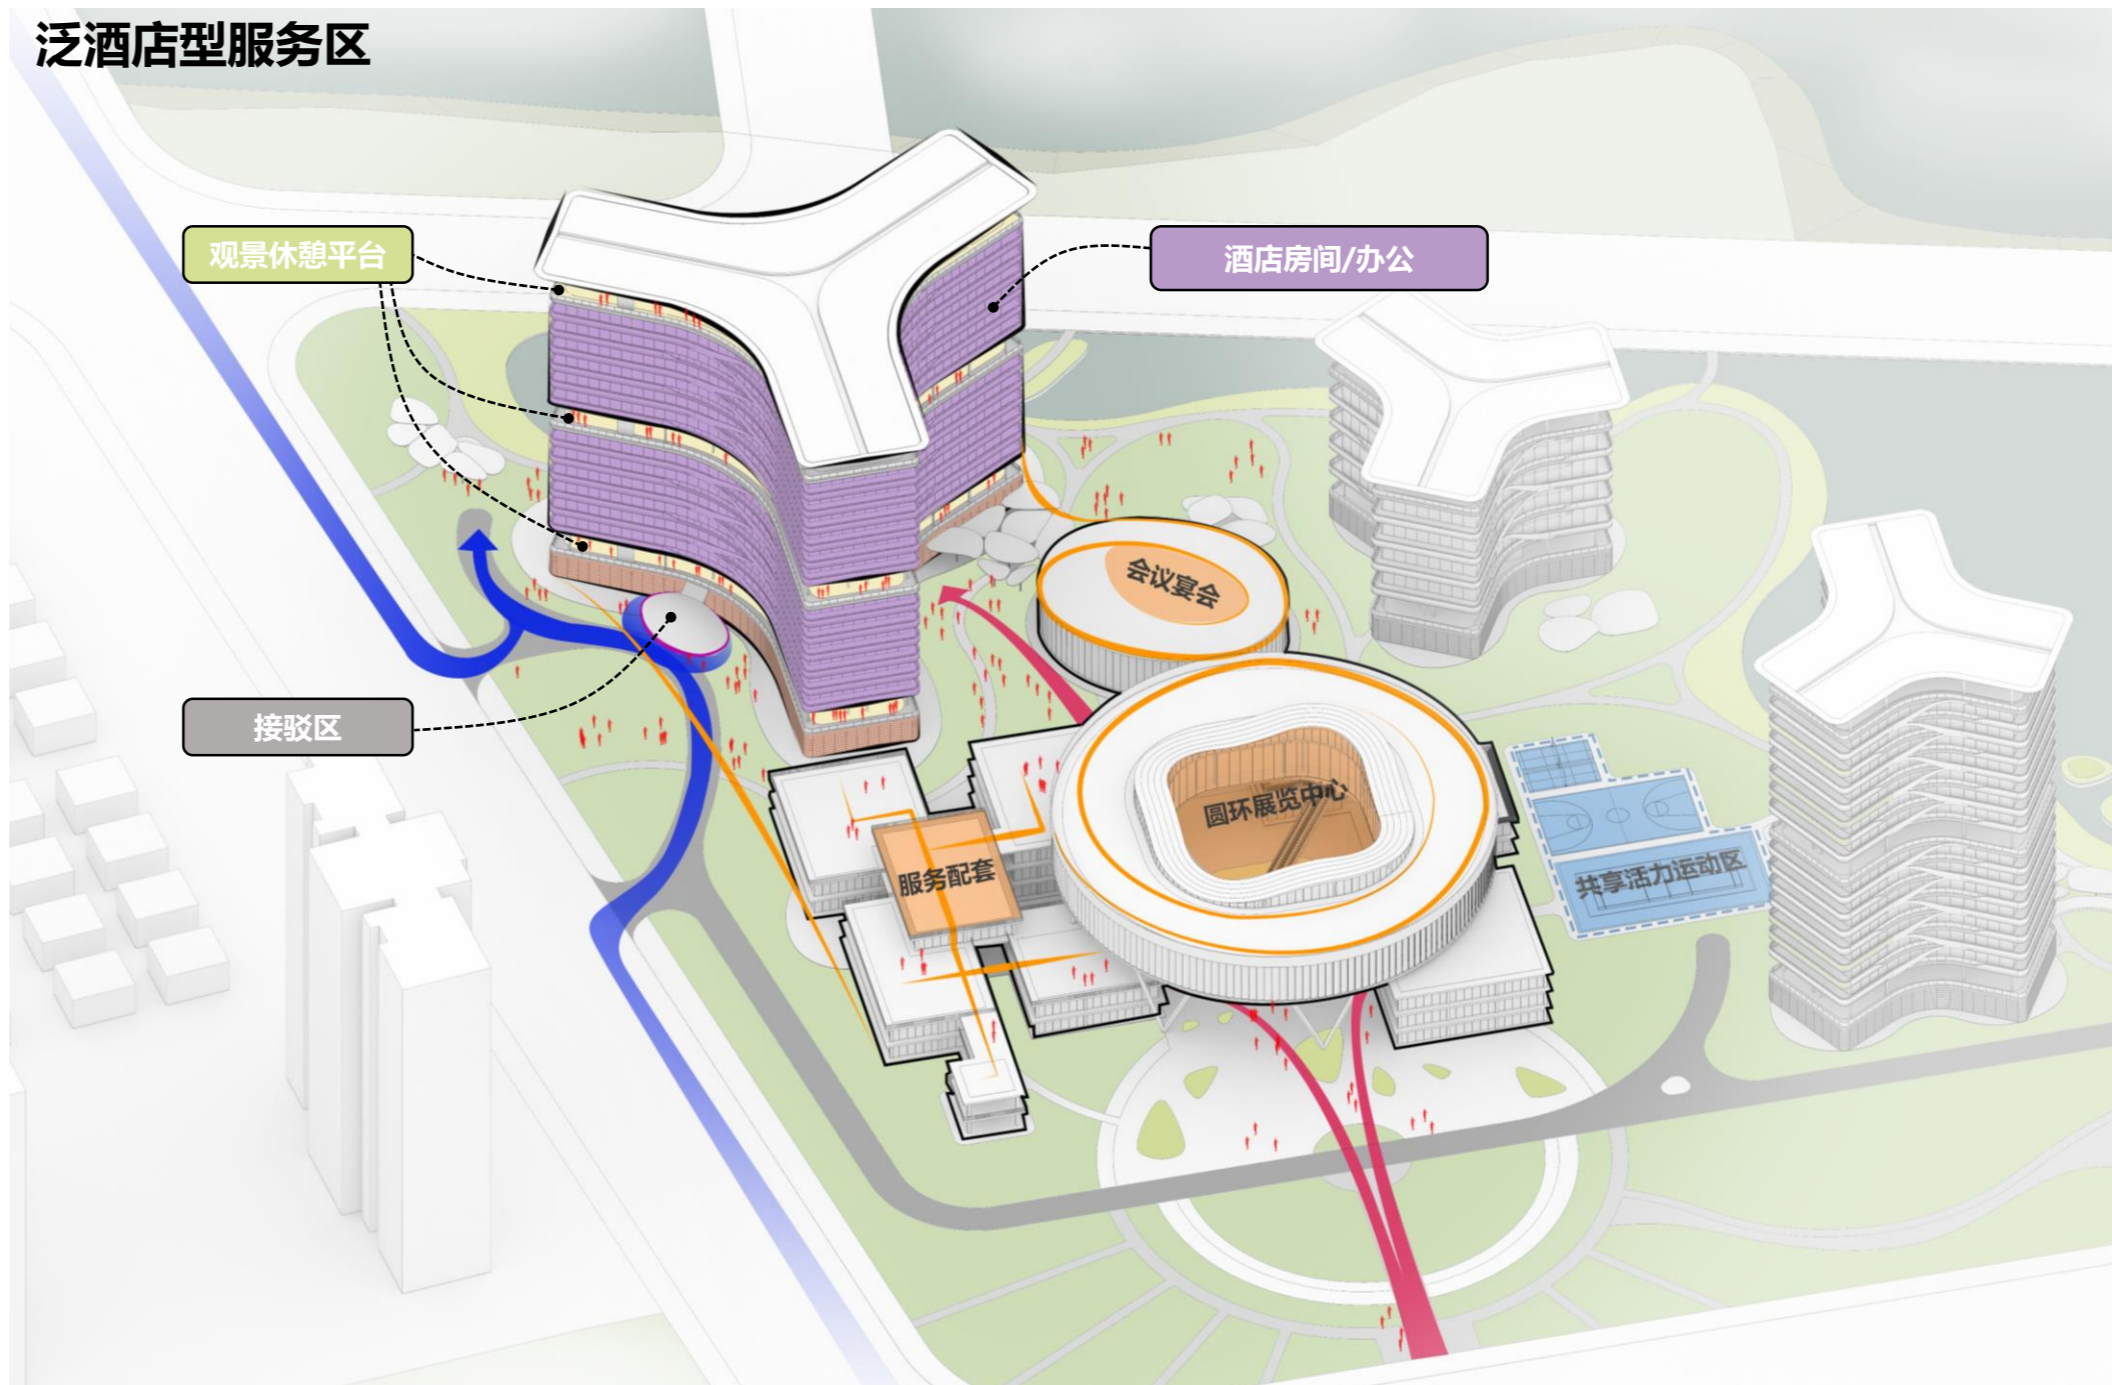 泛酒店型服务区
观景休憩平台
酒店房间/办公
会议宴会
接驳区
圆环展览中心
服务配套
共享活力运动区